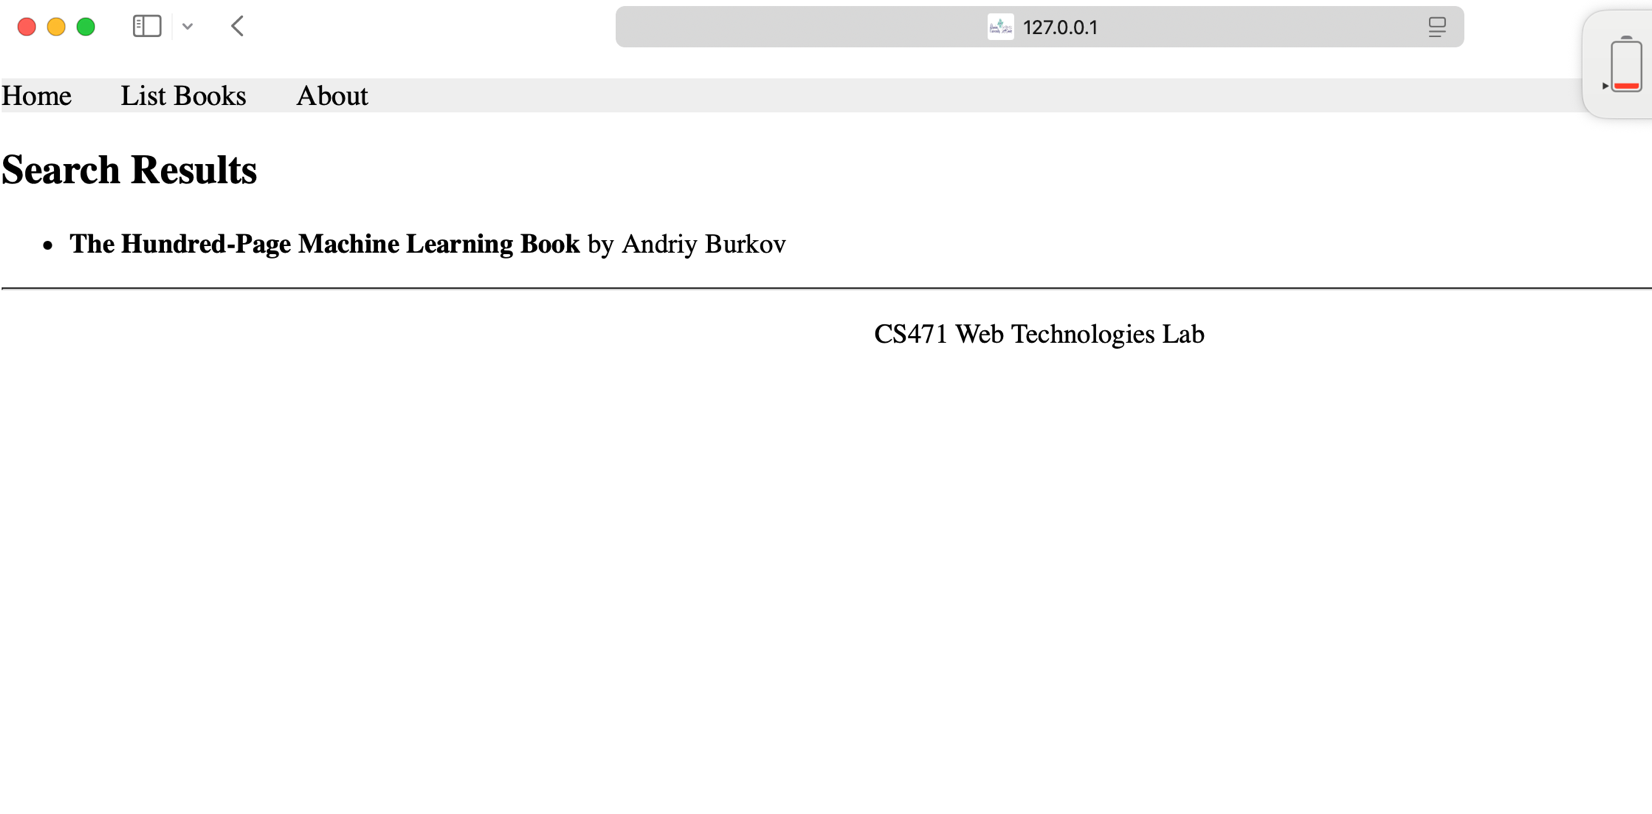 127.0.0.1
Home List Books About
Search Results
• The Hundred-Page Machine Learning Book by Andriy Burkov
CS471 Web Technologies Lab